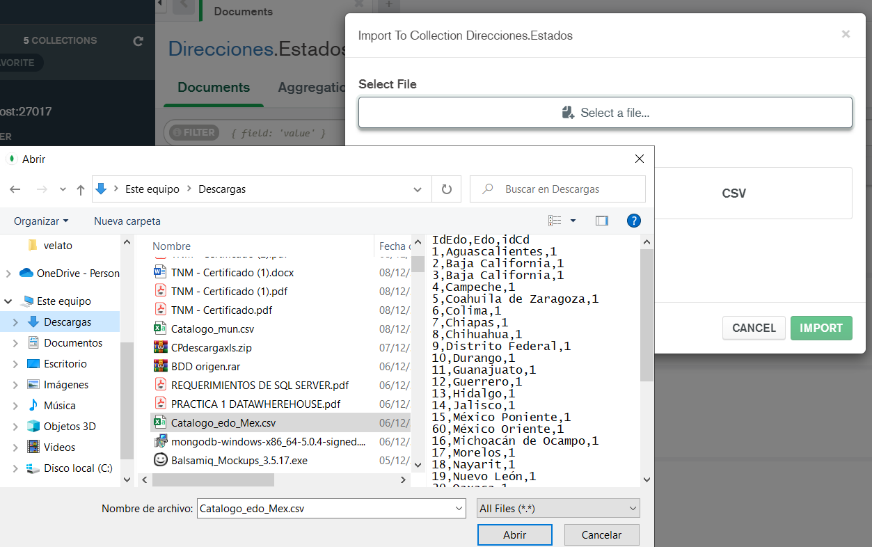 Documents
5 COLLECTIONS
Direcciones.Estados
Documents
Aggregatio
ost:27017
ER
FILTER
{ field: 'value' }
Import To Collection Direcciones.Estados
Select File
Select a file...
CSV
CANCEL
IMPORT
Abrir
Este equipo > Descargas
Buscar en Descargas
Organizar
Nueva carpeta
velato
OneDrive - Person
Este equipo
Descargas
Documentos
Escritorio
Imágenes
Música
Objetos 3D
Videos
Disco local (C:)
Nombre
Fecha
TNM - Certificado (1).docx 08/12/
TNM - Certificado (1).pdf 08/12/
TNM - Certificado.pdf 08/12/
Catalogo_mun.csv 08/12/
CPdescargaxls.zip 07/12/
BDD origen.rar 06/12/
REQUERIMIENTOS DE SQL SERVER.pdf 06/12/
PRACTICA 1 DATAWHEREHOUSE.pdf 06/12/
Catalogo_edo_Mex.csv 06/12/
mongodb-windows-x86_64-5.0.4-signed.... 06/12/
Balsamiq_Mockups_3.5.17.exe 05/12/
IdEdo,Edo,idCd
1,Aguascalientes,1
2,Baja California,1
3,Baja California,1
4,Campeche,1
5,Coahuila de Zaragoza,1
6,Colima,1
7,Chiapas,1
8,Chihuahua,1
9,Distrito Federal,1
10,Durango,1
11,Guanajuato,1
12,Guerrero,1
13,Hidalgo,1
14,Jalisco,1
15,México Poniente,1
60,México Oriente,1
16,Michoacán de Ocampo,1
17,Morelos,1
18,Nayarit,1
19,Nuevo León,1
Nombre de archivo:
Catalogo_edo_Mex.csv
All Files (*.*)
Abrir
Cancelar